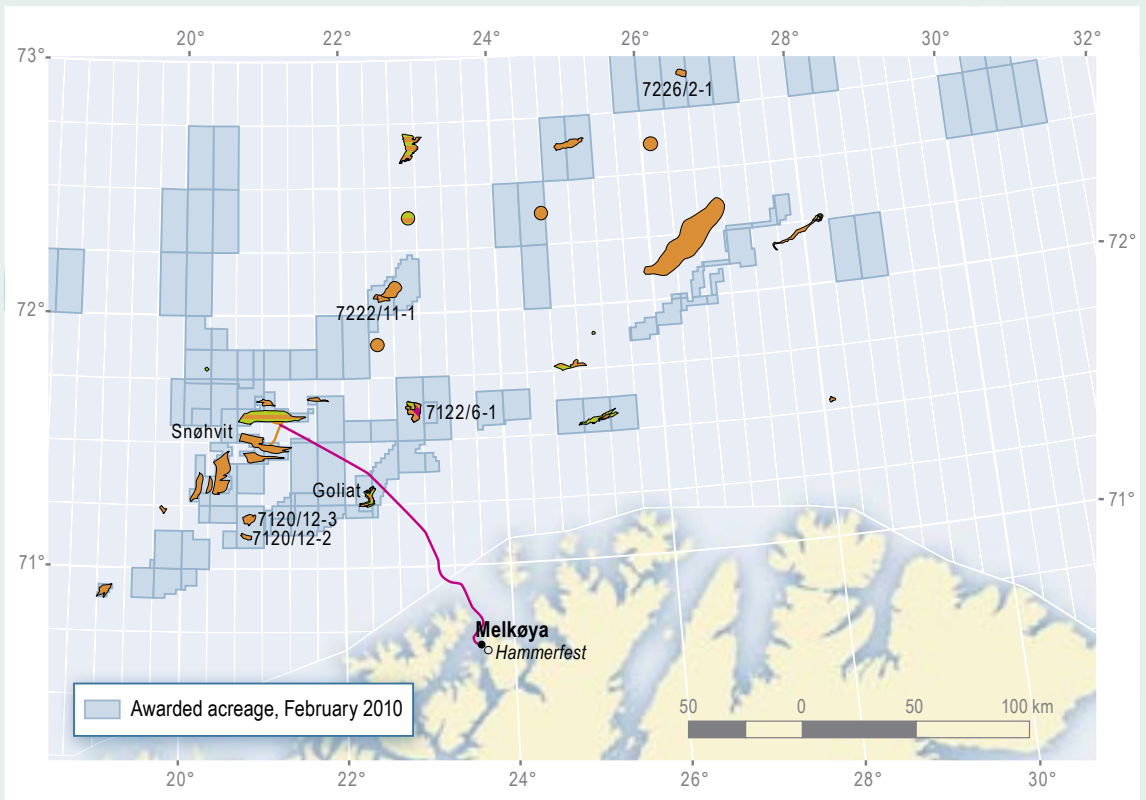 20° 22° 24° 26° 28° 30° 32°
73°
7226/2-1
72°
72°
7222/11-1
7122/6-1
Snøhvit
Goliat
71°
7120/12-3
7120/12-2
71°
Melkøya
Hammerfest
Awarded acreage, February 2010
50 0 50 100 km
20° 22° 24° 26° 28° 30°